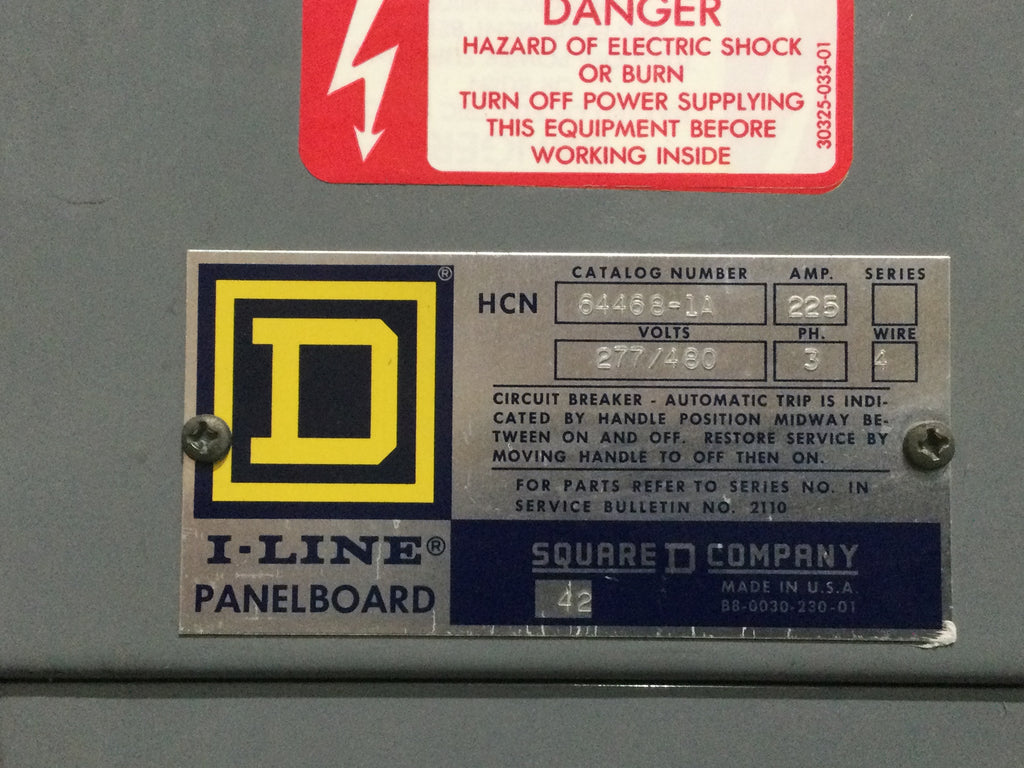 DANGER
HAZARD OF ELECTRIC SHOCK
OR BURN
TURN OFF POWER SUPPLYING
THIS EQUIPMENT BEFORE
WORKING INSIDE
30325-033-01
D ®
CATALOG NUMBER AMP. SERIES
HCN 64468-1A 225
VOLTS PH. WIRE
277/480 3 4
CIRCUIT BREAKER - AUTOMATIC TRIP IS INDI-
CATED BY HANDLE POSITION MIDWAY BE-
TWEEN ON AND OFF. RESTORE SERVICE BY
MOVING HANDLE TO OFF THEN ON.
FOR PARTS REFER TO SERIES NO. IN
SERVICE BULLETIN NO. 2110
I-LINE®
PANELBOARD
SQUARE D COMPANY
42
MADE IN U.S.A.
B8-0030-230-01